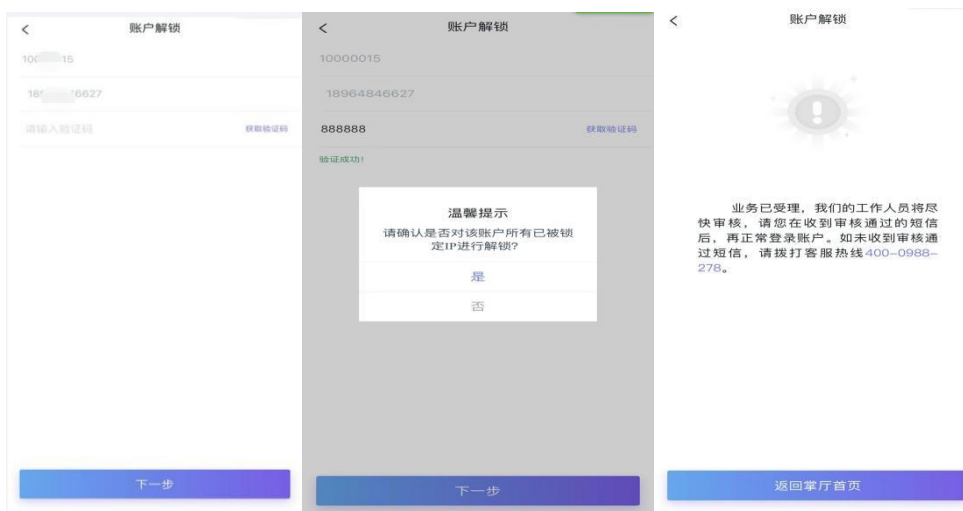 账户解锁
100 15
189 6627
请输入验证码 获取验证码
下一步
账户解锁
10000015
18964846627
888888 获取验证码
验证成功!
温馨提示
请确认是否对该账户所有已被锁
定IP进行解锁?
是
否
下一步
账户解锁
业务已受理,我们的工作人员将尽
快审核,请您在收到审核通过的短信
后,再正常登录账户。如未收到审核通
过短信,请拨打客服热线400-0988-
278。
返回掌厅首页